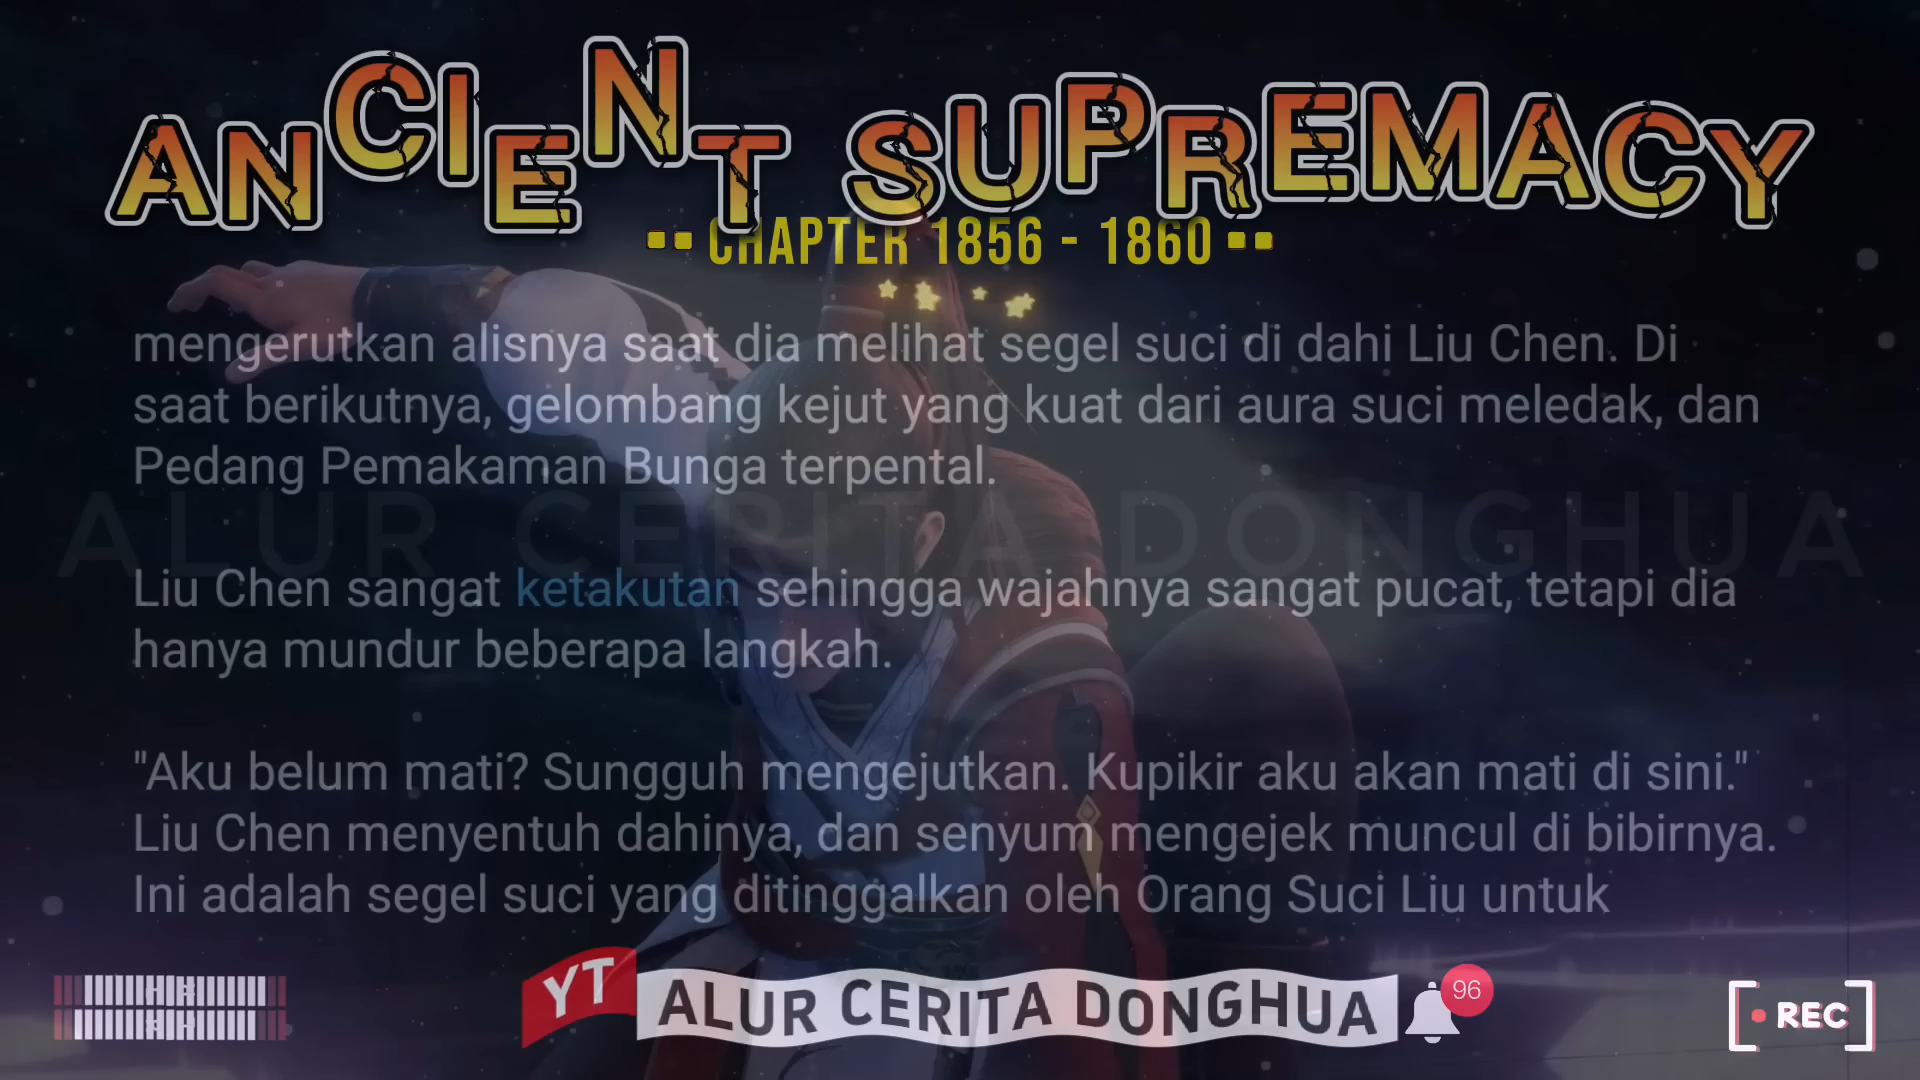 ANCIENT SUPREMACY
CHAPTER 1856 - 1860
mengerutkan alisnya saat dia melihat segel suci di dahi Liu Chen. Di
saat berikutnya, gelombang kejut yang kuat dari aura suci meledak, dan
Pedang Pemakaman Bunga terpental.
ALUR CERITA DONGHUA
Liu Chen sangat ketakutan sehingga wajahnya sangat pucat, tetapi dia
hanya mundur beberapa langkah.
"Aku belum mati? Sungguh mengejutkan. Kupikir aku akan mati di sini."
Liu Chen menyentuh dahinya, dan senyum mengejek muncul di bibirnya.
Ini adalah segel suci yang ditinggalkan oleh Orang Suci Liu untuk
YT ALUR CERITA DONGHUA 96
REC